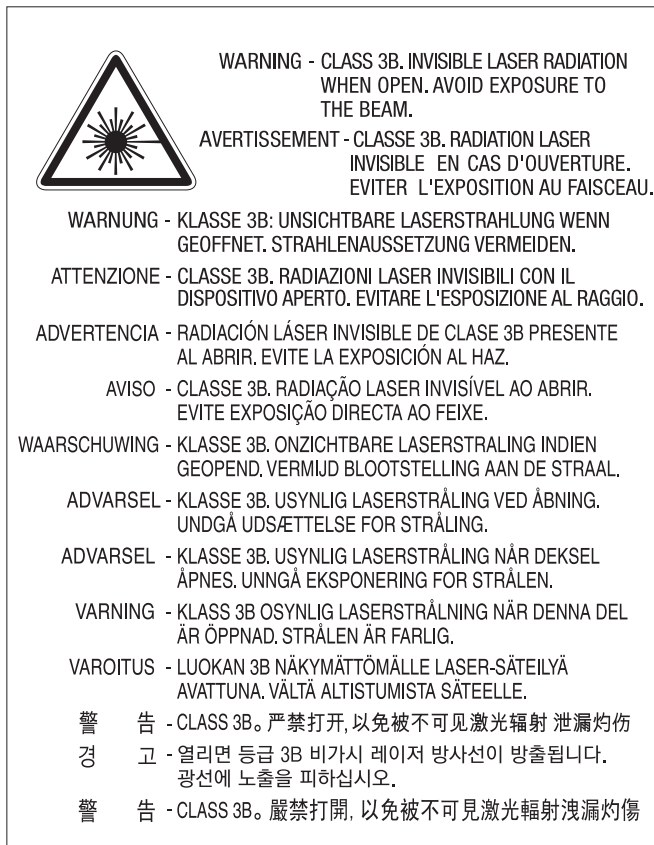 WARNING - CLASS 3B. INVISIBLE LASER RADIATION
WHEN OPEN. AVOID EXPOSURE TO
THE BEAM.
AVERTISSEMENT - CLASSE 3B. RADIATION LASER
INVISIBLE EN CAS D'OUVERTURE.
EVITER L'EXPOSITION AU FAISCEAU.
WARNUNG - KLASSE 3B: UNSICHTBARE LASERSTRAHLUNG WENN
GEOFFNET. STRAHLENAUSSETZUNG VERMEIDEN.
ATTENZIONE - CLASSE 3B. RADIAZIONI LASER INVISIBILI CON IL
DISPOSITIVO APERTO. EVITARE L'ESPOSIZIONE AL RAGGIO.
ADVERTENCIA - RADIACIÓN LÁSER INVISIBLE DE CLASE 3B PRESENTE
AL ABRIR. EVITE LA EXPOSICIÓN AL HAZ.
AVISO - CLASSE 3B. RADIAÇÃO LASER INVISÍVEL AO ABRIR.
EVITE EXPOSIÇÃO DIRECTA AO FEIXE.
WAARSCHUWING - KLASSE 3B. ONZICHTBARE LASERSTRALING INDIEN
GEOPEND. VERMIJD BLOOTSTELLING AAN DE STRAAL.
ADVARSEL - KLASSE 3B. USYNLIG LASERSTRÅLING VED ÅBNING.
UNDGÅ UDSÆTTELSE FOR STRÅLING.
ADVARSEL - KLASSE 3B. USYNLIG LASERSTRÅLING NÅR DEKSEL
ÅPNES. UNNGÅ EKSPONERING FOR STRÅLEN.
VARNING - KLASS 3B OSYNLIG LASERSTRÅLNING NÄR DENNA DEL
ÄR ÖPPNAD. STRÅLEN ÄR FARLIG.
VAROITUS - LUOKAN 3B NÄKYMÄTTÖMÄLLE LASER-SÄTEILYÄ
AVATTUNA. VÄLTÄ ALTISTUMISTA SÄTEELLE.
警 告 - CLASS 3B。严禁打开, 以免被不可见激光辐射 泄漏灼伤
경 고 - 열리면 등급 3B 비가시 레이저 방사선이 방출됩니다.
광선에 노출을 피하십시오.
警 告 - CLASS 3B。嚴禁打開, 以免被不可見激光輻射洩漏灼傷